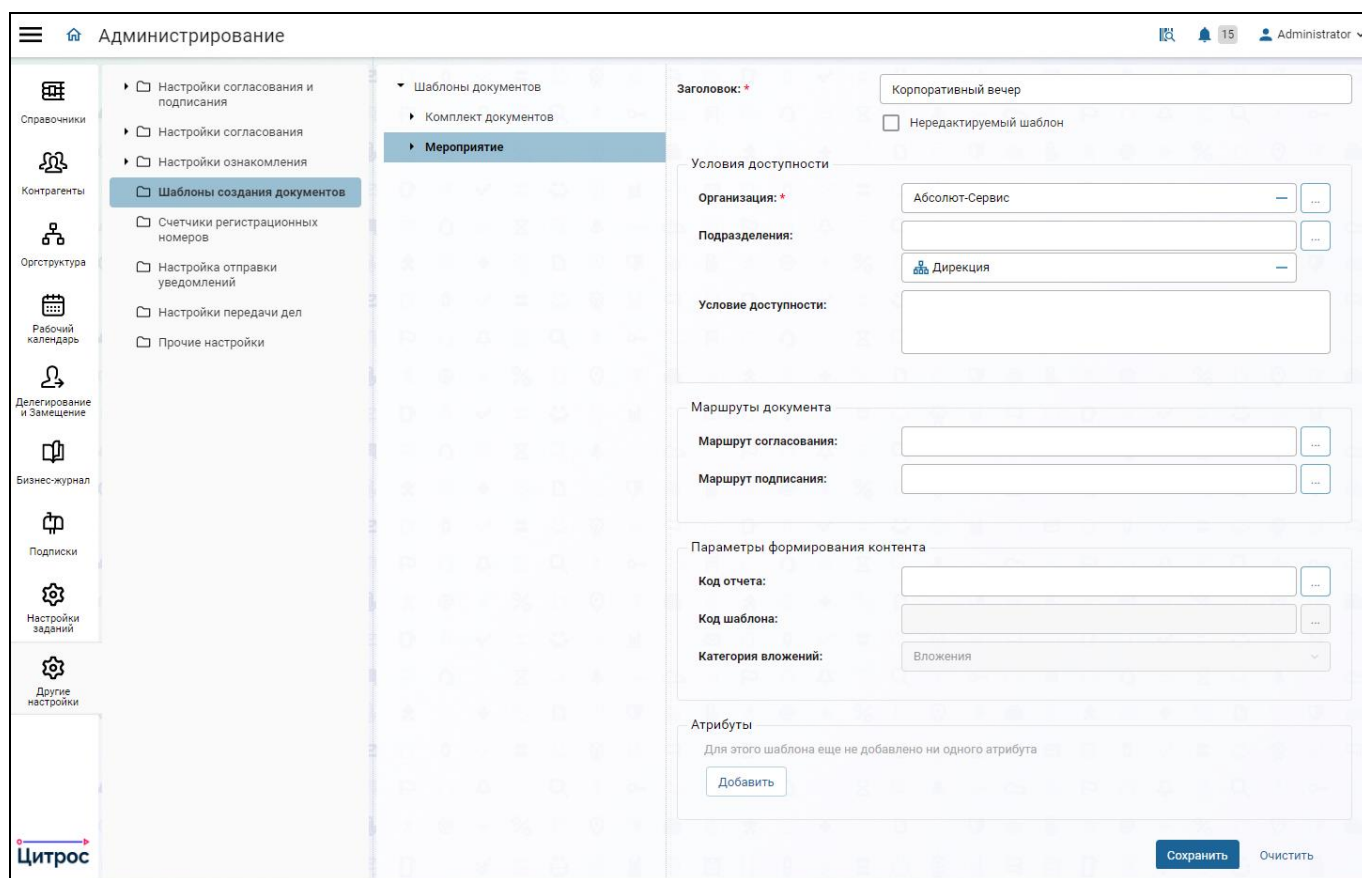 Администрирование
15
Administrator
Справочники
Контрагенты
Оргструктура
Рабочий
календарь
Делегирование
и Замещение
Бизнес-журнал
Подписки
Настройки
заданий
Другие
настройки
Цитрос
Настройки согласования и
подписания
Настройки согласования
Настройки ознакомления
Шаблоны создания документов
Счетчики регистрационных
номеров
Настройка отправки
уведомлений
Настройки передачи дел
Прочие настройки
Шаблоны документов
Комплект документов
Мероприятие
Заголовок: * Корпоративный вечер
Нередактируемый шаблон
Условия доступности
Организация: * Абсолют-Сервис ...
Подразделения: ...
Дирекция
Условие доступности:
Маршруты документа
Маршрут согласования: ...
Маршрут подписания: ...
Параметры формирования контента
Код отчета: ...
Код шаблона: ...
Категория вложений: Вложения
Атрибуты
Для этого шаблона еще не добавлено ни одного атрибута
Добавить
Сохранить Очистить